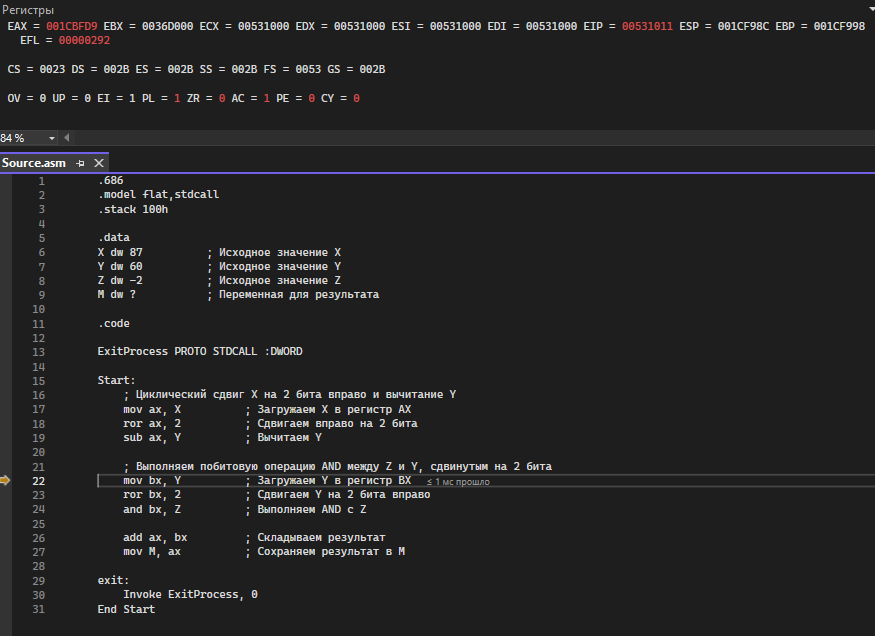 Регистры
EAX = 001CBFD9 EBX = 0036D000 ECX = 00531000 EDX = 00531000 ESI = 00531000 EDI = 00531000 EIP = 00531011 ESP = 001CF98C EBP = 001CF998
EFL = 00000292
CS = 0023 DS = 002B ES = 002B SS = 002B FS = 0053 GS = 002B
OV = 0 UP = 0 EI = 1 PL = 1 ZR = 0 AC = 1 PE = 0 CY = 0
84 %
Source.asm
1 .686
2 .model flat,stdcall
3 .stack 100h
4
5 .data
6 X dw 87 ; Исходное значение X
7 Y dw 60 ; Исходное значение Y
8 Z dw -2 ; Исходное значение Z
9 M dw ? ; Переменная для результата
10
11 .code
12
13 ExitProcess PROTO STDCALL :DWORD
14
15 Start:
16 ; Циклический сдвиг X на 2 бита вправо и вычитание Y
17 mov ax, X ; Загружаем X в регистр AX
18 ror ax, 2 ; Сдвигаем вправо на 2 бита
19 sub ax, Y ; Вычитаем Y
20
21 ; Выполняем побитовую операцию AND между Z и Y, сдвинутым на 2 бита
22 mov bx, Y ; Загружаем Y в регистр BX ≤ 1 мс прошло
23 ror bx, 2 ; Сдвигаем Y на 2 бита вправо
24 and bx, Z ; Выполняем AND с Z
25
26 add ax, bx ; Складываем результат
27 mov M, ax ; Сохраняем результат в M
28
29 exit:
30 Invoke ExitProcess, 0
31 End Start